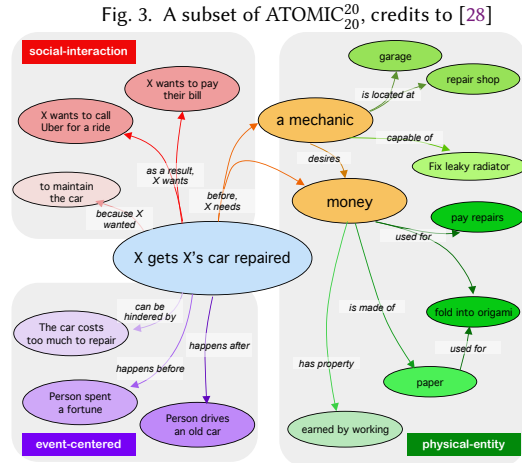 Fig. 3. A subset of ATOMIC²⁰₂₀, credits to [28]
social-interaction
X wants to pay
their bill
X wants to call
Uber for a ride
to maintain
the car
as a result,
X wants
because X
wanted
before,
X needs
X gets X's car repaired
a mechanic
garage
repair shop
is located at
capable of
Fix leaky radiator
desires
money
pay repairs
used for
fold into origami
is made of
used for
paper
has property
earned by working
physical-entity
can be
hindered by
The car costs
too much to repair
happens after
happens before
Person spent
a fortune
Person drives
an old car
event-centered